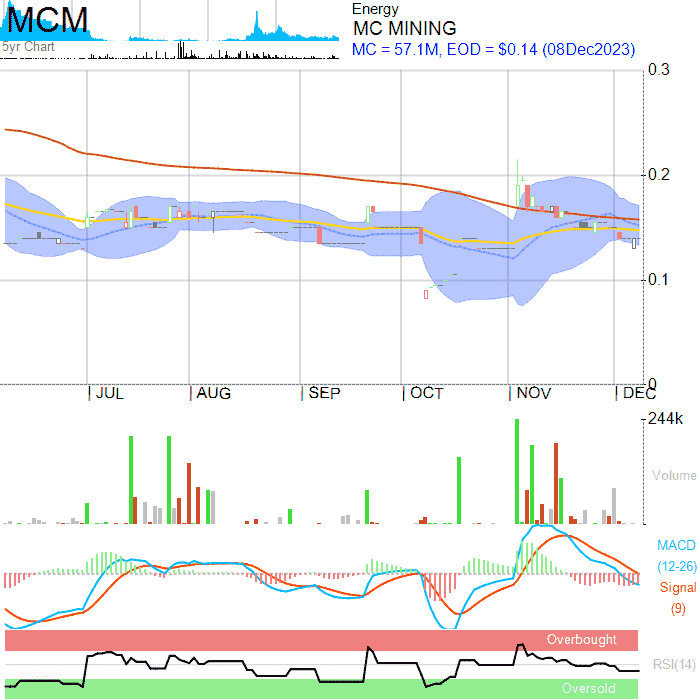 MCM
5yr Chart
Energy
MC MINING
MC = 57.1M, EOD = $0.14 (08Dec2023)
0.3
0.2
0.1
0
JUL
AUG
SEP
OCT
NOV
DEC
244k
Volume
MACD
(12-26)
Signal
(9)
Overbought
RSI(14)
Oversold